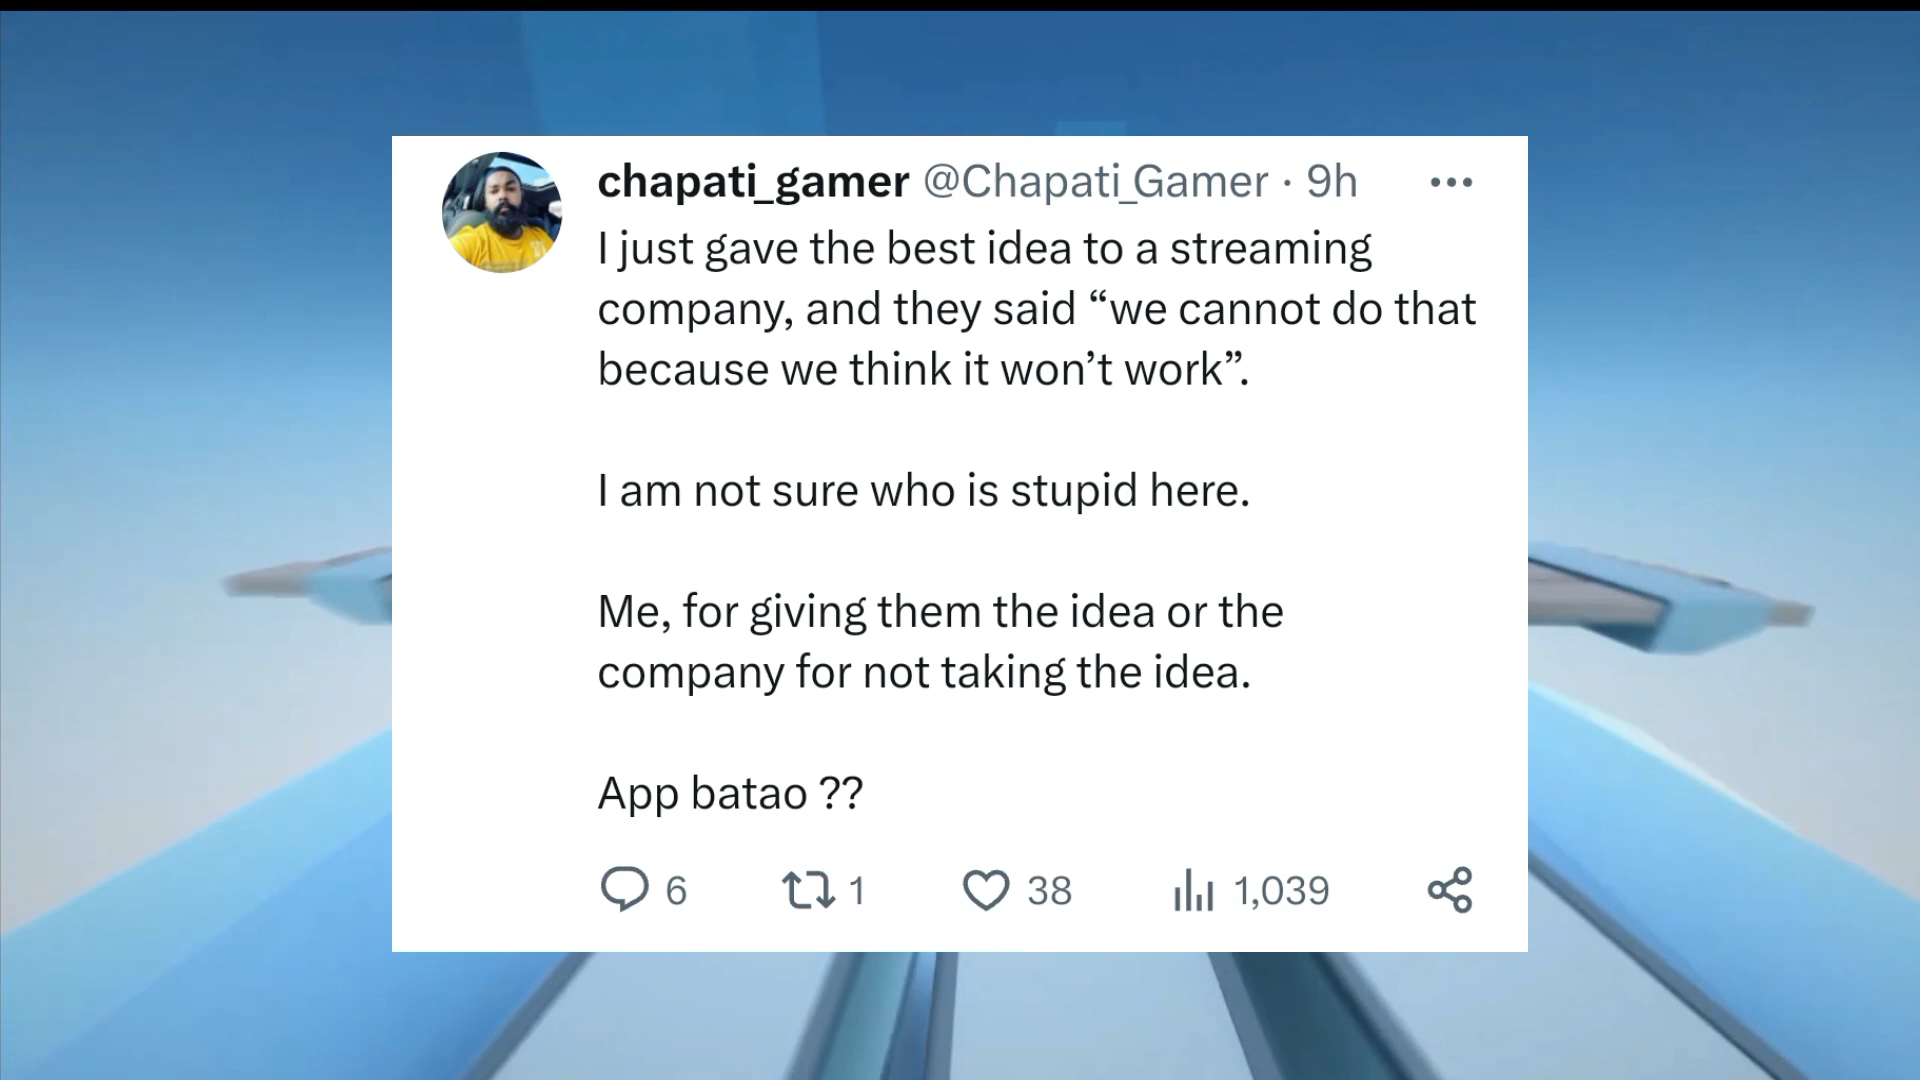 chapati_gamer @Chapati_Gamer · 9h
I just gave the best idea to a streaming
company, and they said “we cannot do that
because we think it won’t work”.
I am not sure who is stupid here.
Me, for giving them the idea or the
company for not taking the idea.
App batao ??
6 1 38 1,039